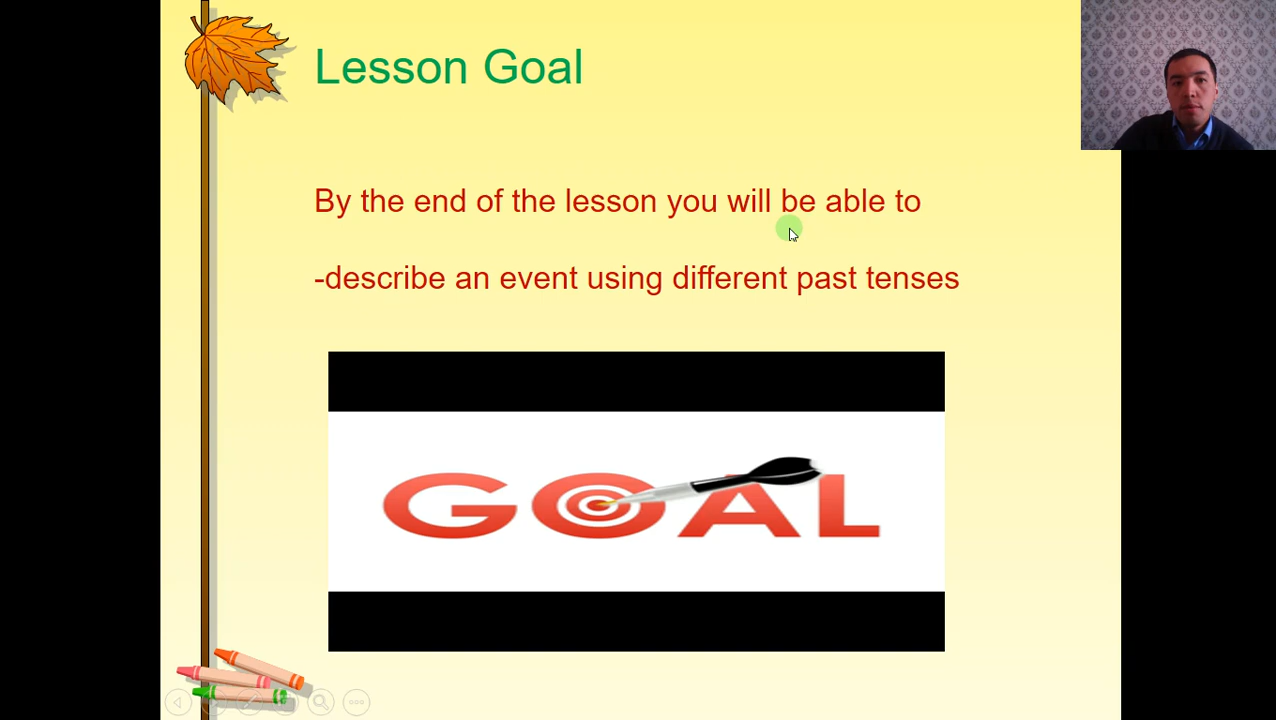 Lesson Goal
By the end of the lesson you will be able to
-describe an event using different past tenses
GOAL